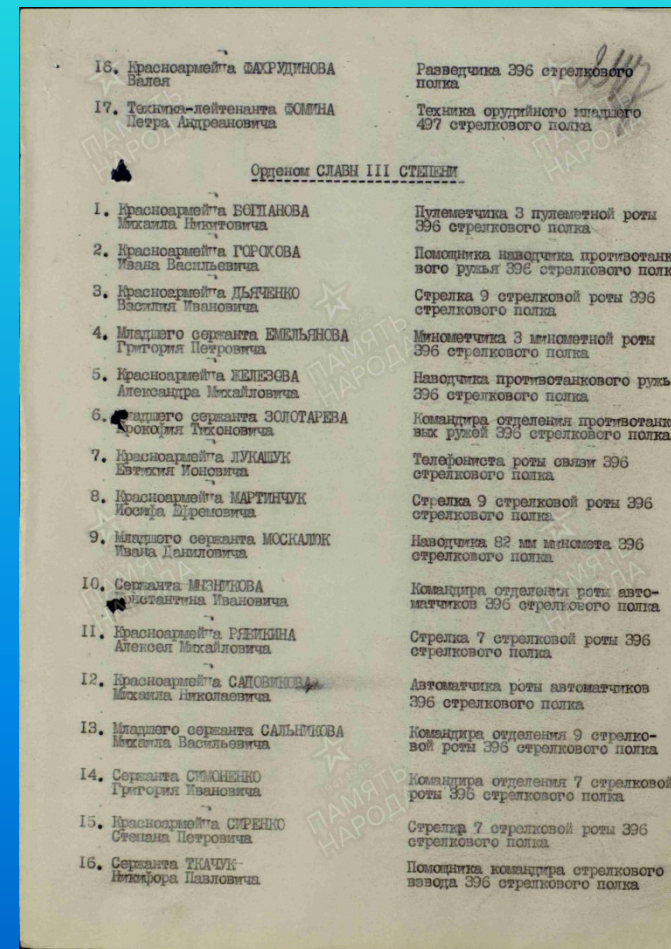 247
16. Красноармейца ФАХРУДИНОВА Разведчика 396 стрелкового
Валея полка
17. Техника-лейтенанта ФОМИНА Техника орудийного младшего
Петра Андреановича 497 стрелкового полка
Орденом СЛАВЫ III СТЕПЕНИ
1. Красноармейца БОГДАНОВА Пулеметчика 3 пулеметной роты
Михаила Никитовича 396 стрелкового полка
2. Красноармейца ГОРОХОВА Помощника наводчика противотанк
Ивана Васильевича вого ружья 396 стрелкового полк
3. Красноармейца ДЬЯЧЕНКО Стрелка 9 стрелковой роты 396
Василия Ивановича стрелкового полка
4. Младшего сержанта ЕМЕЛЬЯНОВА Минометчика 3 минометной роты
Григория Петровича 396 стрелкового полка
5. Красноармейца ЖЕЛЕЗОВА Наводчика противотанкового ружь
Александра Михайловича 396 стрелкового полка
6. Младшего сержанта ЗОЛОТАРЕВА Командира отделения противотанк
Прокофия Тихоновича вых ружей 396 стрелкового полка
7. Красноармейца ЛУКАШУК Телефониста роты связи 396
Евтихия Ионовича стрелкового полка
8. Красноармейца МАРТИНЧУК Стрелка 9 стрелковой роты 396
Иосифа Ефремовича стрелкового полка
9. Младшего сержанта МОСКАЛЮК Наводчика 82 мм миномета 396
Ивана Даниловича стрелкового полка
10. Сержанта МЫЗНИКОВА Командира отделения роты авто-
Константина Ивановича матчиков 396 стрелкового полка
11. Красноармейца РЯБИКИНА Стрелка 7 стрелковой роты 396
Алексея Михайловича стрелкового полка
12. Красноармейца САДОВИКОВА Автоматчика роты автоматчиков
Михаила Николаевича 396 стрелкового полка
13. Младшего сержанта САЛЬНИКОВА Командира отделения 9 стрелко-
Михаила Васильевича вой роты 396 стрелкового полка
14. Сержанта СИМОНЕНКО Командира отделения 7 стрелковой
Григория Ивановича роты 396 стрелкового полка
15. Красноармейца СИРЕНКО Стрелка 7 стрелковой роты 396
Степана Петровича стрелкового полка
16. Сержанта ТКАЧУК Помощника командира стрелкового
Никифора Павловича взвода 396 стрелкового полка
ПАМЯТЬ
НАРОДА